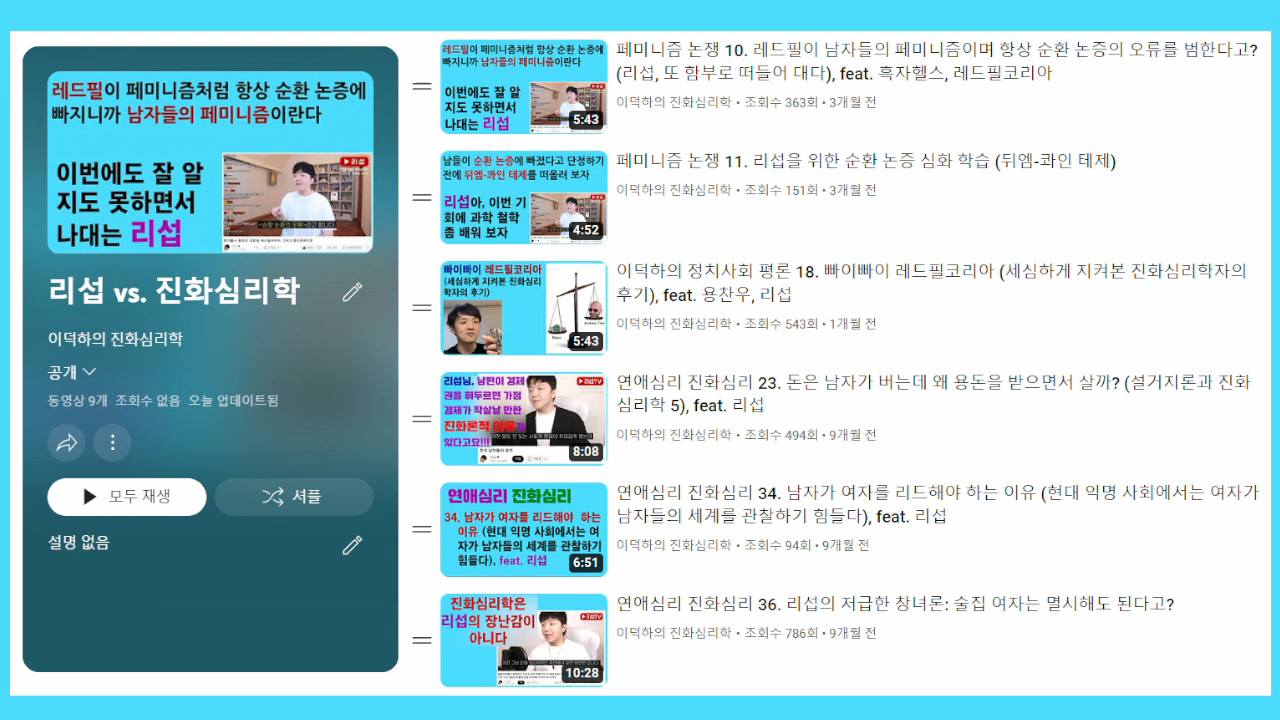 레드필이 페미니즘처럼 항상 순환 논증에
빠지니까 남자들의 페미니즘이란다
이번에도 잘 알
지도 못하면서
나대는 리섭
리섭
리섭 vs. 진화심리학
이덕하의 진화심리학
공개
동영상 9개 조회수 없음 오늘 업데이트됨
모두 재생
셔플
설명 없음
레드필이 페미니즘처럼 항상 순환 논증에
빠지니까 남자들의 페미니즘이란다
이번에도 잘 알
지도 못하면서
나대는 리섭
5:43
페미니즘 논쟁 10. 레드필이 남자들의 페미니즘이며 항상 순환 논증의 오류를 범한다고?
(리섭, 또 함부로 떠들어 대다), feat. 흑자헬스, 레드필코리아
이덕하의 진화심리학 • 조회수 363회 • 3개월 전
남들이 순환 논증에 빠졌다고 단정하기
전에 뒤엠-콰인 테제를 떠올려 보자
리섭아, 이번 기
회에 과학 철학
좀 배워 보자
4:52
페미니즘 논쟁 11. 리섭을 위한 순환 논증 심화 학습 (뒤엠-콰인 테제)
이덕하의 진화심리학 • 조회수 151회 • 3개월 전
빠이빠이 레드필코리아
(세심하게 지켜본 진화심리
학자의 후기)
5:43
이덕하의 정치사회 평론 18. 빠이빠이 레드필코리아 (세심하게 지켜본 진화심리학자의
후기), feat. 용찬우, 리섭
이덕하의 진화심리학 • 조회수 543회 • 1개월 전
리섭님, 남편이 경제
권을 휘두르면 가정
경제가 작살날 만한
진화론적 이유가
있다고요!!!
리섭TV
8:08
연애심리 진화심리 23. 돈은 남자가 버는데 왜 용돈을 받으면서 살까? (설거지론과 진화
심리학 5), feat. 리섭
이덕하의 진화심리학 • 조회수 494회 • 9개월 전
연애심리 진화심리
34. 남자가 여자를 리드해야 하는
이유 (현대 익명 사회에서는 여
자가 남자들의 세계를 관찰하기
힘들다), feat. 리섭
6:51
연애심리 진화심리 34. 남자가 여자를 리드해야 하는 이유 (현대 익명 사회에서는 여자가
남자들의 세계를 관찰하기 힘들다), feat. 리섭
이덕하의 진화심리학 • 조회수 94회 • 9개월 전
진화심리학은
리섭의 장난감이
아니다
리섭TV
10:28
연애심리 진화심리 36. 리섭의 저급한 창녀론: 술집 여자는 멸시해도 된다고?
이덕하의 진화심리학 • 조회수 786회 • 9개월 전